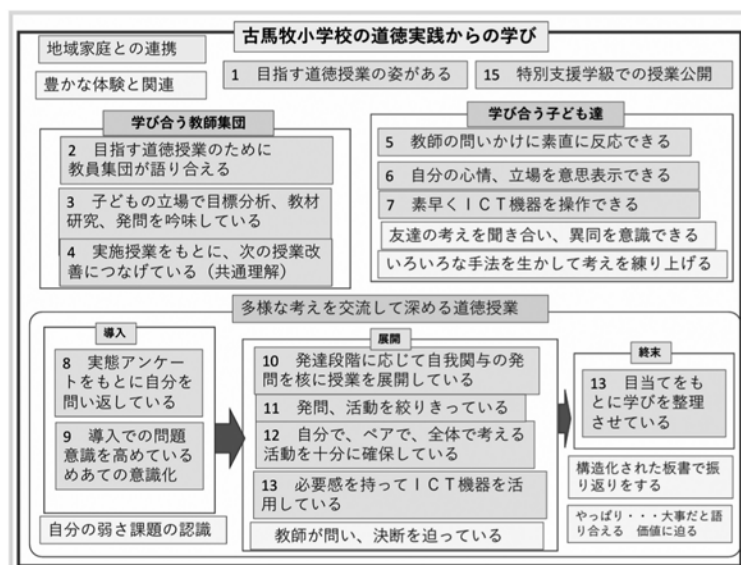 古馬牧小学校の道徳実践からの学び
地域家庭との連携
豊かな体験と関連
1　目指す道徳授業の姿がある
15　特別支援学級での授業公開
学び合う教師集団
2　目指す道徳授業のために
教員集団が語り合える
3　子どもの立場で目標分析、教材
研究、発問を吟味している
4　実施授業をもとに、次の授業改
善につなげている（共通理解）
学び合う子ども達
5　教師の問いかけに素直に反応できる
6　自分の心情、立場を意思表示できる
7　素早くＩＣＴ機器を操作できる
友達の考えを聞き合い、異同を意識できる
いろいろな手法を生かして考えを練り上げる
多様な考えを交流して深める道徳授業
導入
8　実態アンケー
トをもとに自分を
問い返している
9　導入での問題
意識を高めている
めあての意識化
自分の弱さ課題の認識
展開
10　発達段階に応じて自我関与の発
問を核に授業を展開している
11　発問、活動を絞りきっている
12　自分で、ペアで、全体で考える
活動を十分に確保している
13　必要感を持ってＩＣＴ機器を活
用している
教師が問い、決断を迫っている
終末
13　目当てをも
とに学びを整理
させている
構造化された板書で振
り返りをする
やっぱり・・・大事だと語
り合える　価値に迫る